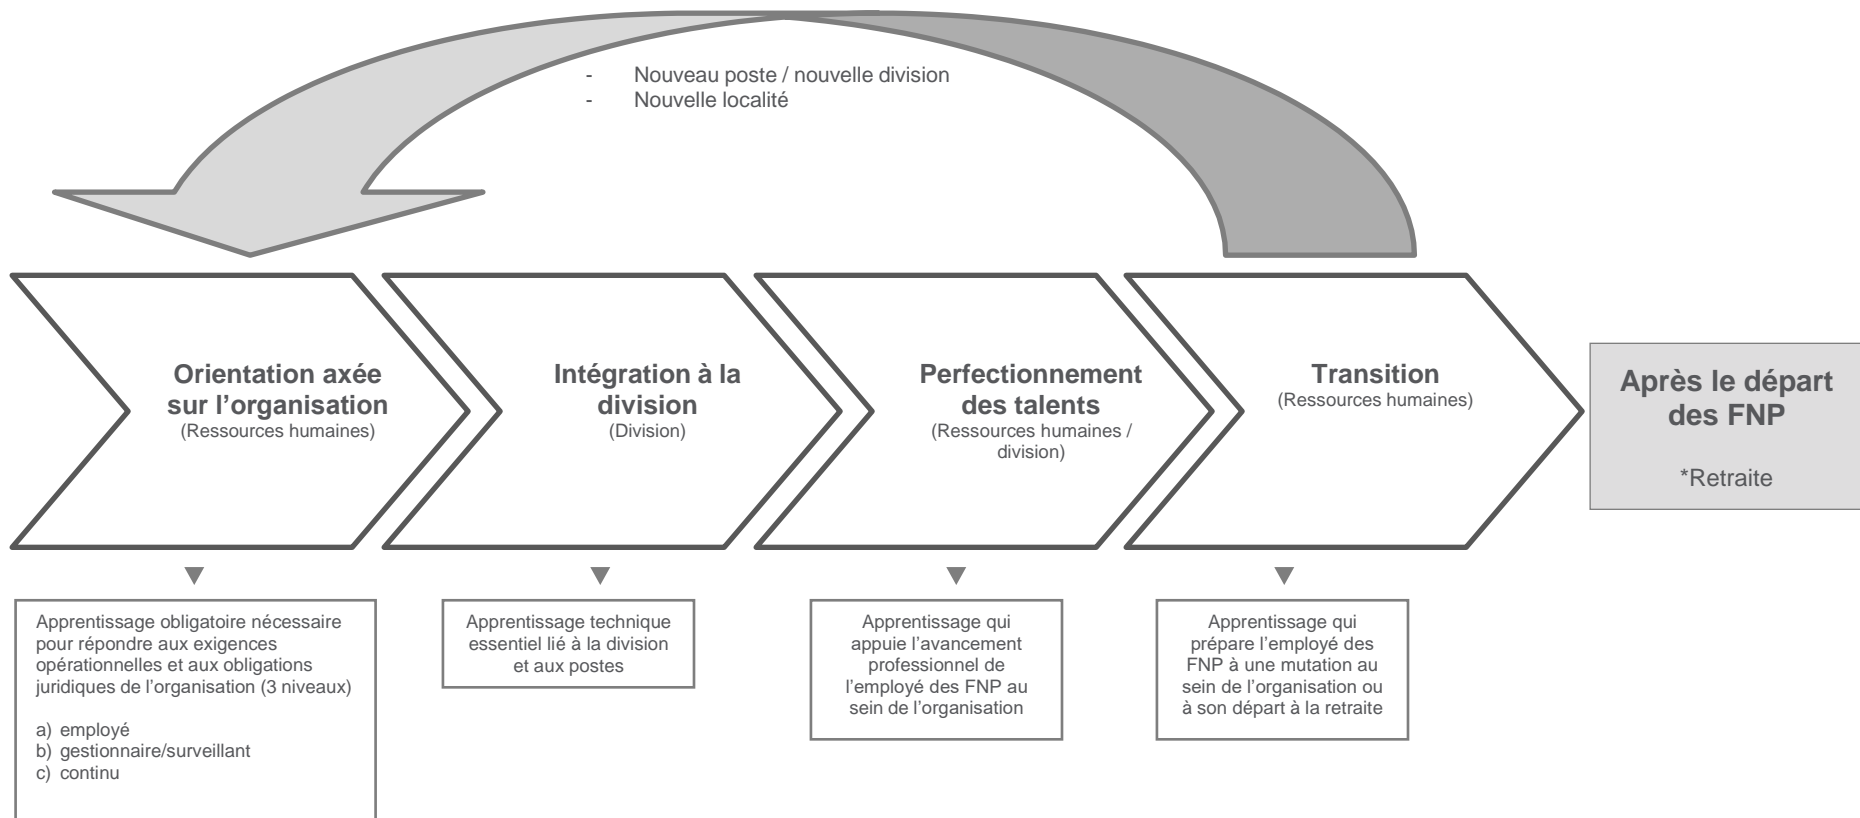 - Nouveau poste / nouvelle division
- Nouvelle localité
Orientation axée
sur l’organisation
(Ressources humaines)
Intégration à la
division
(Division)
Perfectionnement
des talents
(Ressources humaines /
division)
Transition
(Ressources humaines)
Après le départ
des FNP
*Retraite
Apprentissage obligatoire nécessaire
pour répondre aux exigences
opérationnelles et aux obligations
juridiques de l’organisation (3 niveaux)
a) employé
b) gestionnaire/surveillant
c) continu
Apprentissage technique
essentiel lié à la division
et aux postes
Apprentissage qui
appuie l’avancement
professionnel de
l’employé des FNP au
sein de l’organisation
Apprentissage qui
prépare l’employé des
FNP à une mutation au
sein de l’organisation ou
à son départ à la retraite